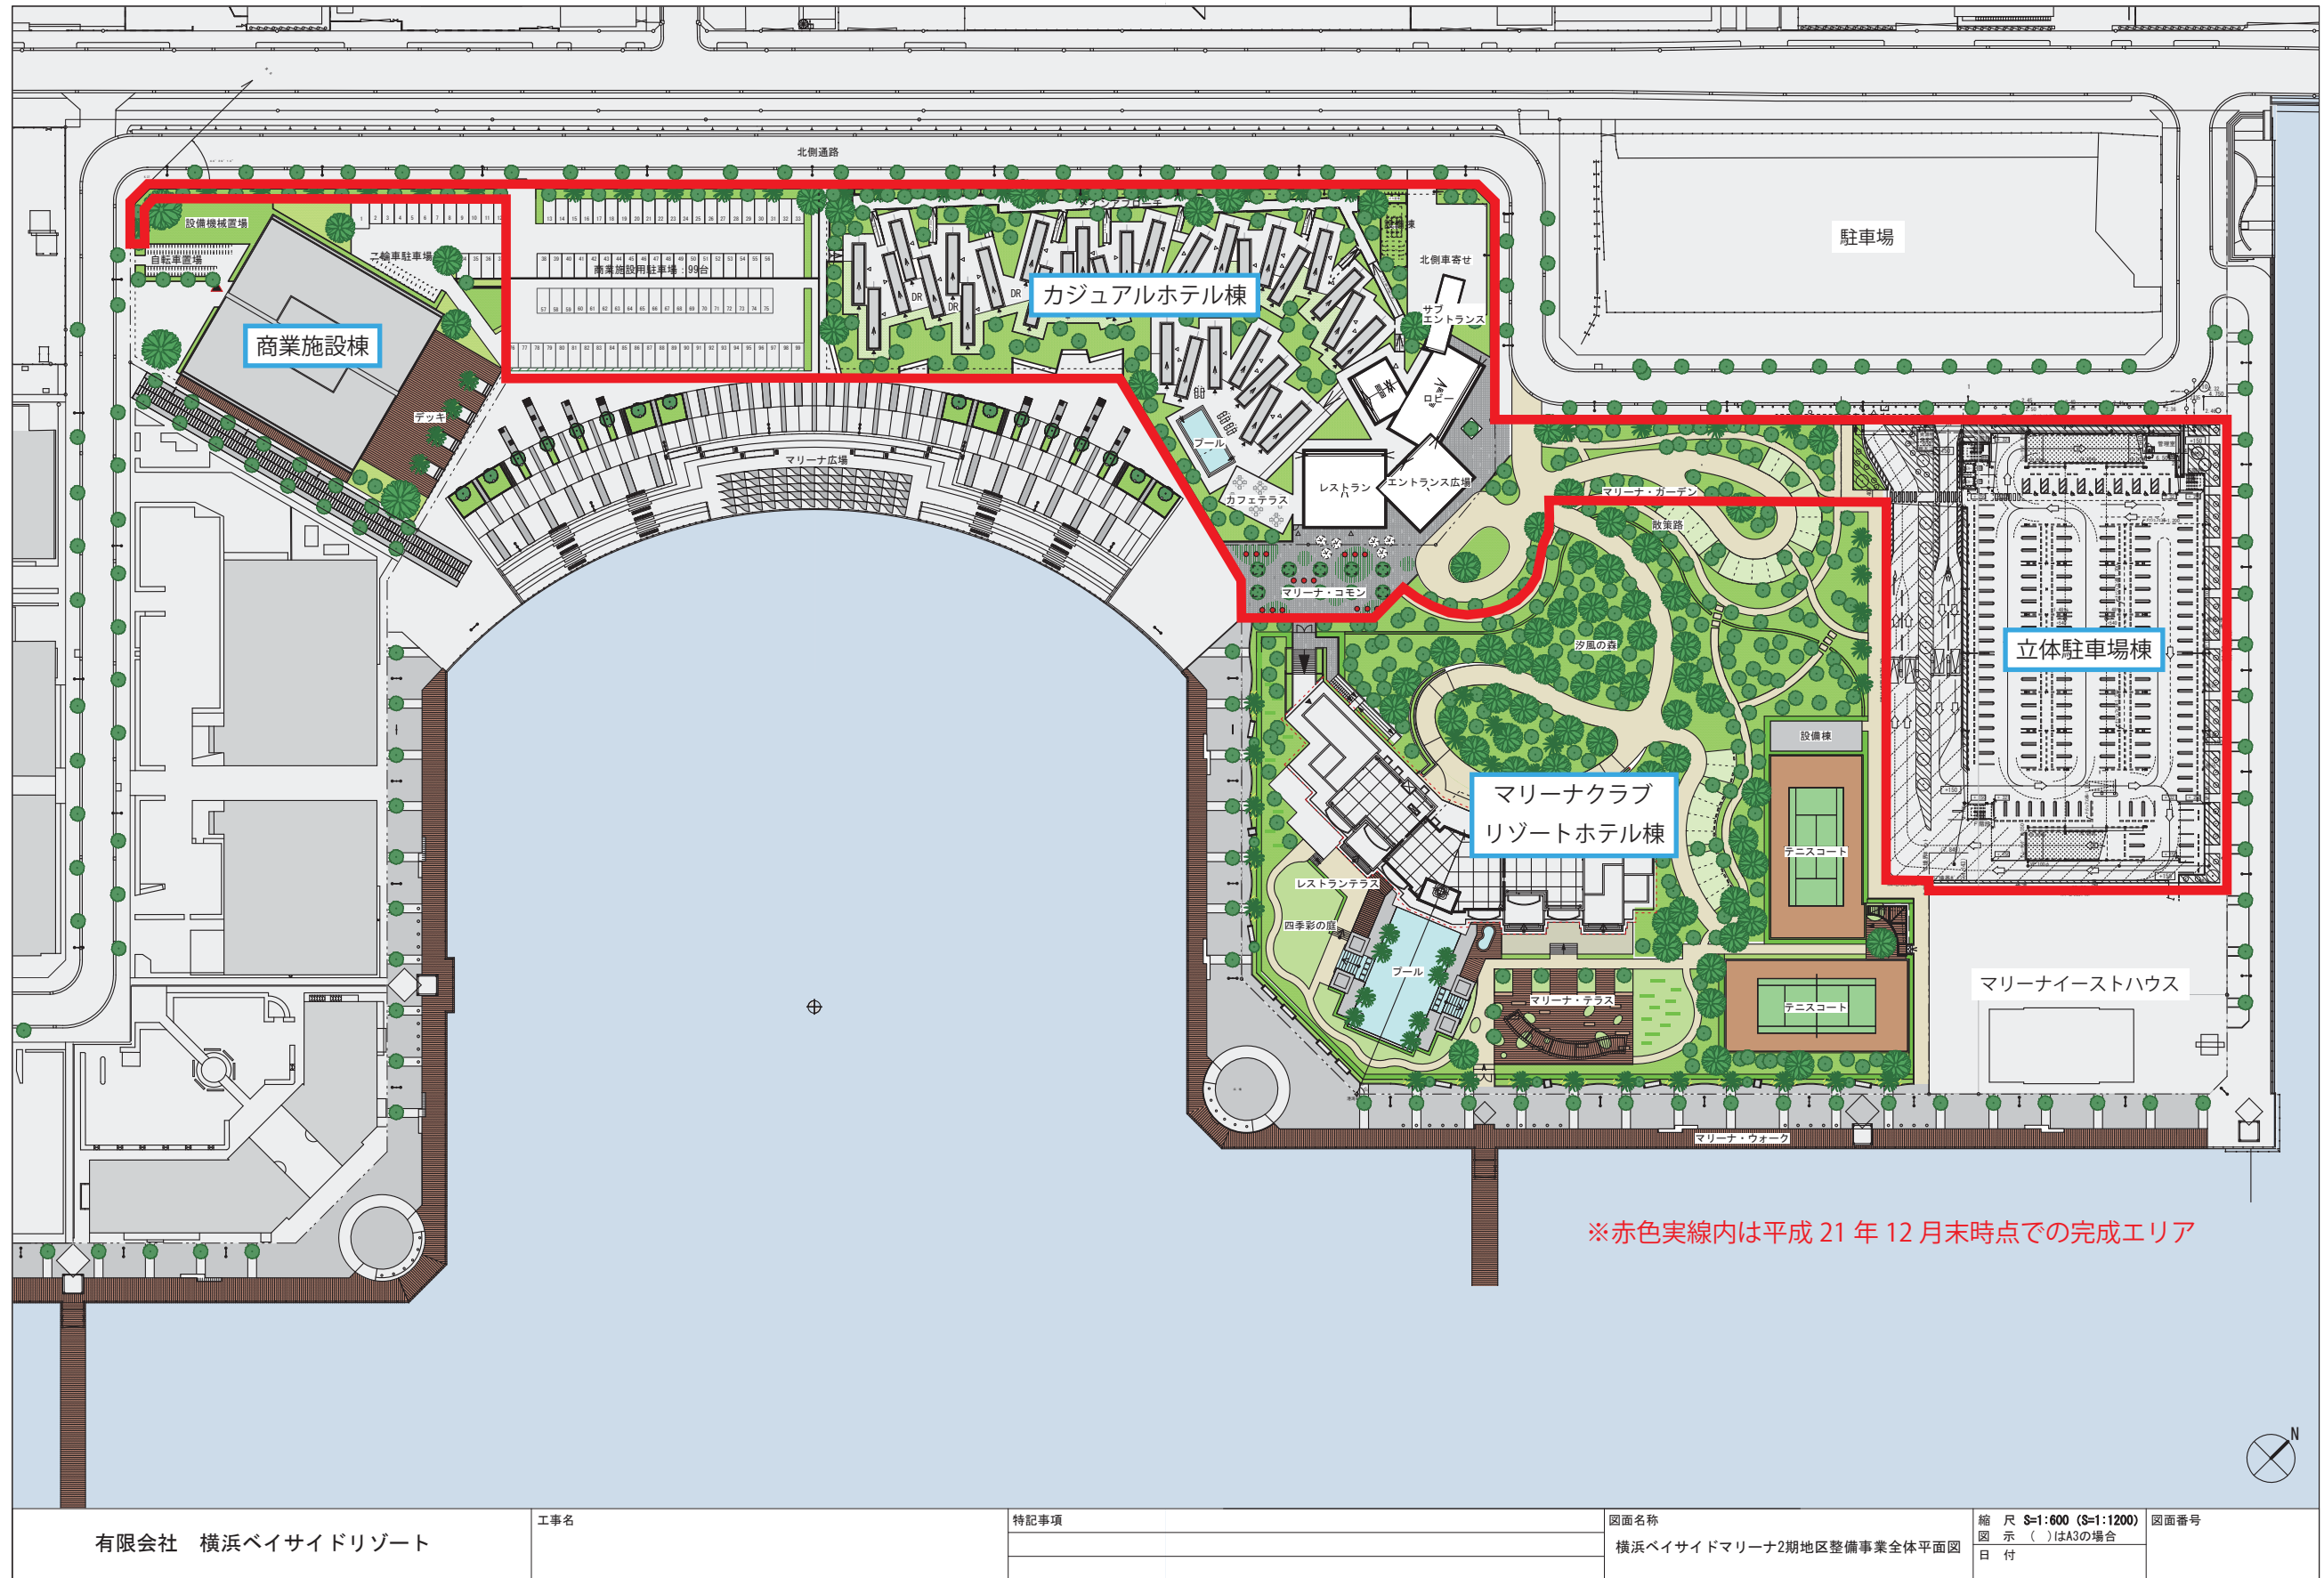 北側通路
設備機械置場
自転車置場
二輪車駐車場
商業施設用駐車場：99台
メインアプローチ
設備棟
北側車寄せ
駐車場
DR
DR
DR
カジュアルホテル棟
サブ
エントランス
商業施設棟
デッキ
ロビー
プール
マリーナ広場
カフェテラス
レストラン
エントランス広場
マリーナ・ガーデン
散策路
マリーナ・コモン
汐風の森
立体駐車場棟
設備棟
マリーナクラブ
リゾートホテル棟
テニスコート
レストランテラス
四季彩の庭
プール
マリーナ・テラス
テニスコート
マリーナイーストハウス
マリーナ・ウォーク
※赤色実線内は平成 21 年 12 月末時点での完成エリア
N
有限会社　横浜ベイサイドリゾート
工事名
特記事項
図面名称
横浜ベイサイドマリーナ2期地区整備事業全体平面図
縮　尺 S=1:600 (S=1:1200)
図　示 （　）はA3の場合
日　付
図面番号